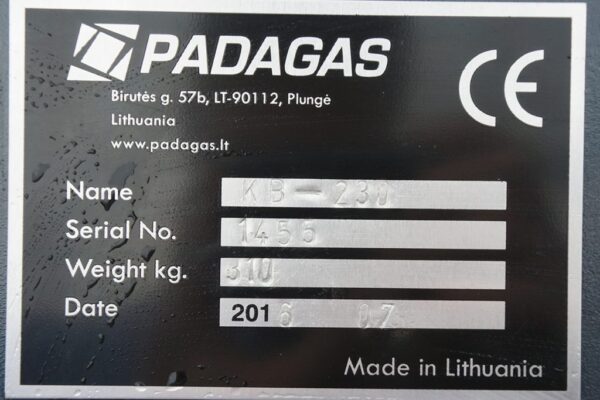 PADAGAS
CE
Birutės g. 57b, LT-90112, Plungė
Lithuania
www.padagas.lt
Name KB-230
Serial No. 1455
Weight kg. 310
Date 2016 07
Made in Lithuania